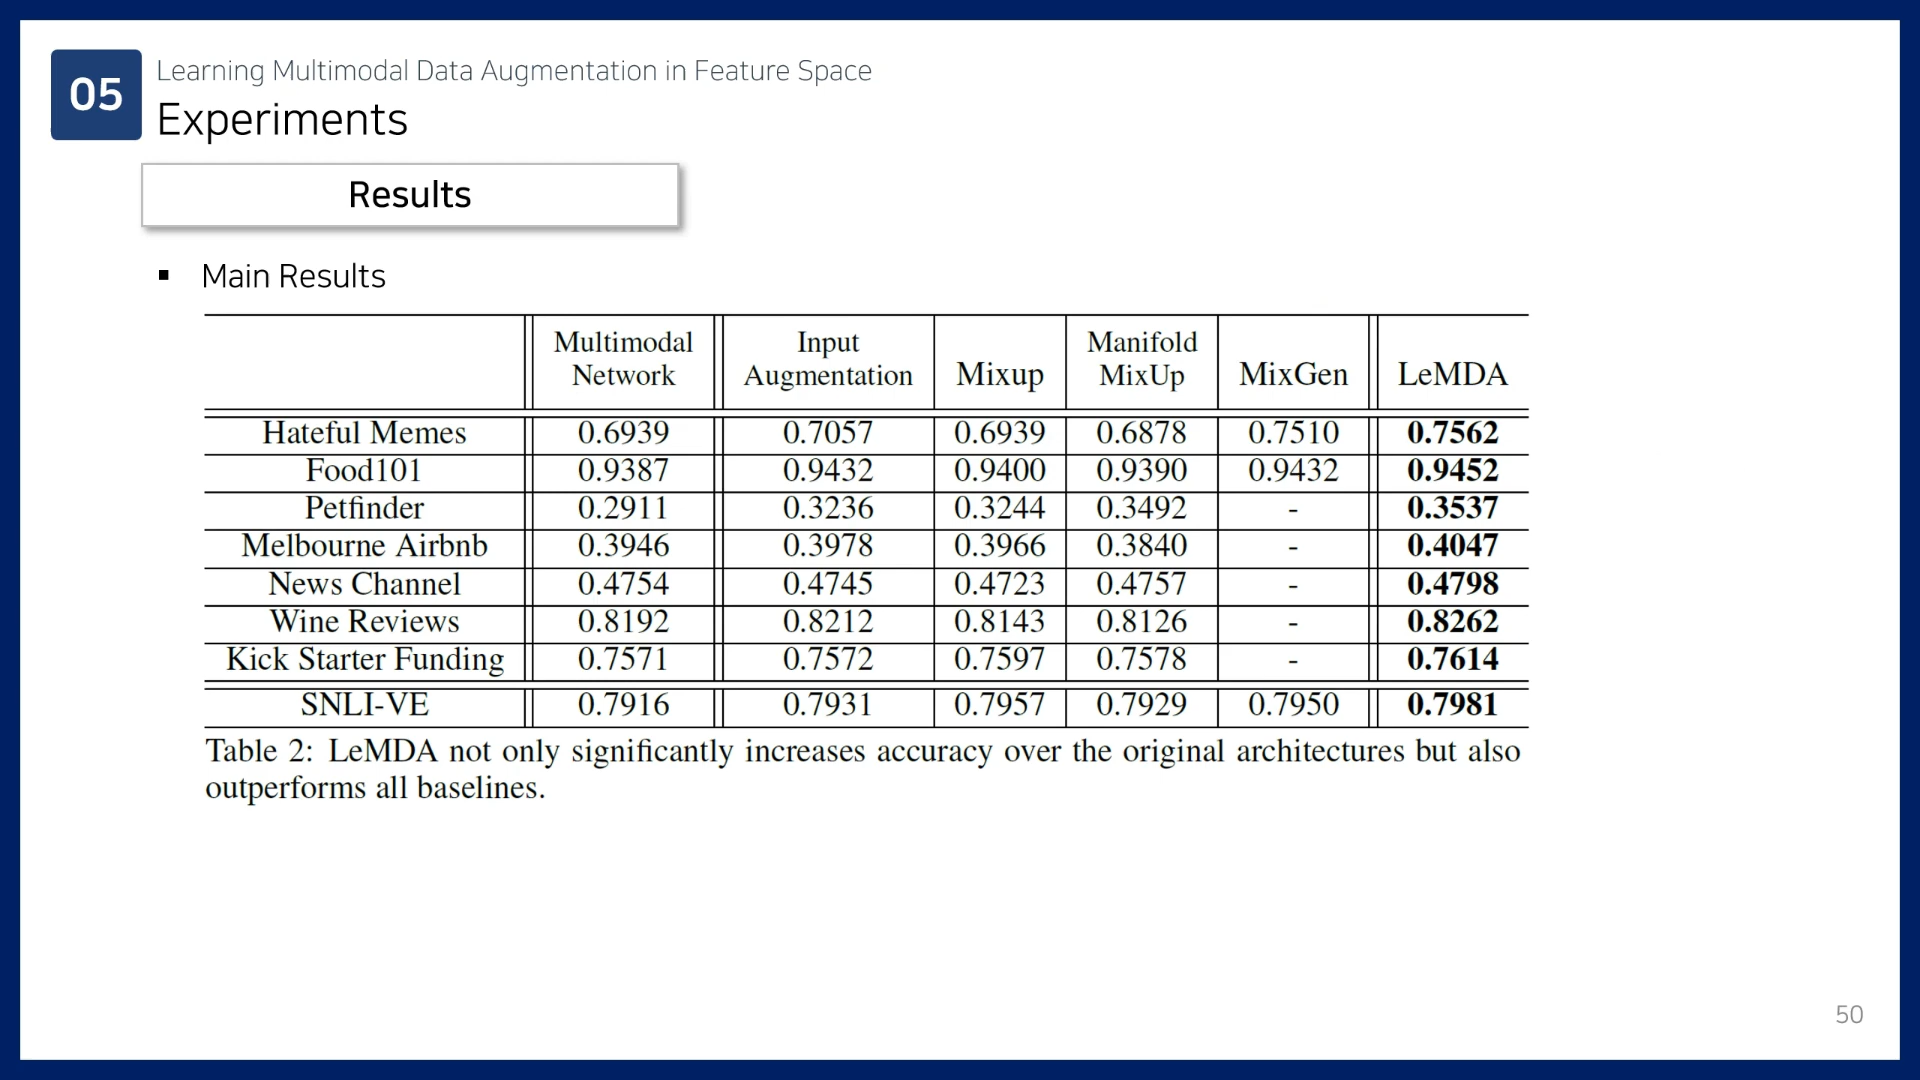 05
Learning Multimodal Data Augmentation in Feature Space
Experiments
Results
▪ Main Results
Multimodal Network | Input Augmentation | Mixup | Manifold MixUp | MixGen | LeMDA
Hateful Memes | 0.6939 | 0.7057 | 0.6939 | 0.6878 | 0.7510 | 0.7562
Food101 | 0.9387 | 0.9432 | 0.9400 | 0.9390 | 0.9432 | 0.9452
Petfinder | 0.2911 | 0.3236 | 0.3244 | 0.3492 | - | 0.3537
Melbourne Airbnb | 0.3946 | 0.3978 | 0.3966 | 0.3840 | - | 0.4047
News Channel | 0.4754 | 0.4745 | 0.4723 | 0.4757 | - | 0.4798
Wine Reviews | 0.8192 | 0.8212 | 0.8143 | 0.8126 | - | 0.8262
Kick Starter Funding | 0.7571 | 0.7572 | 0.7597 | 0.7578 | - | 0.7614
SNLI-VE | 0.7916 | 0.7931 | 0.7957 | 0.7929 | 0.7950 | 0.7981
Table 2: LeMDA not only significantly increases accuracy over the original architectures but also
outperforms all baselines.
50